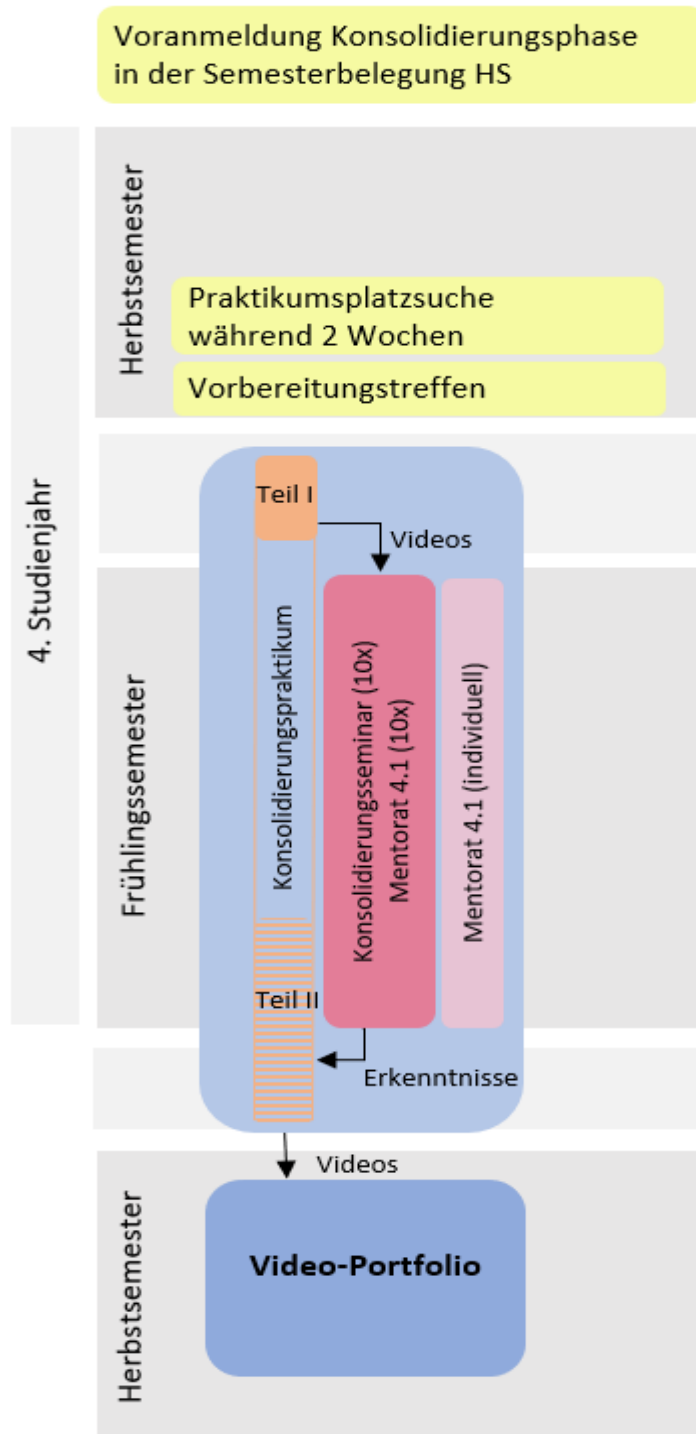 Voranmeldung Konsolidierungsphase
in der Semesterbelegung HS
4. Studienjahr
Herbstsemester
Praktikumsplatzsuche
während 2 Wochen
Vorbereitungstreffen
Teil I
Videos
Frühlingssemester
Konsolidierungspraktikum
Konsolidierungsseminar (10x)
Mentorat 4.1 (10x)
Mentorat 4.1 (individuell)
Teil II
Erkenntnisse
Videos
Herbstsemester
Video-Portfolio